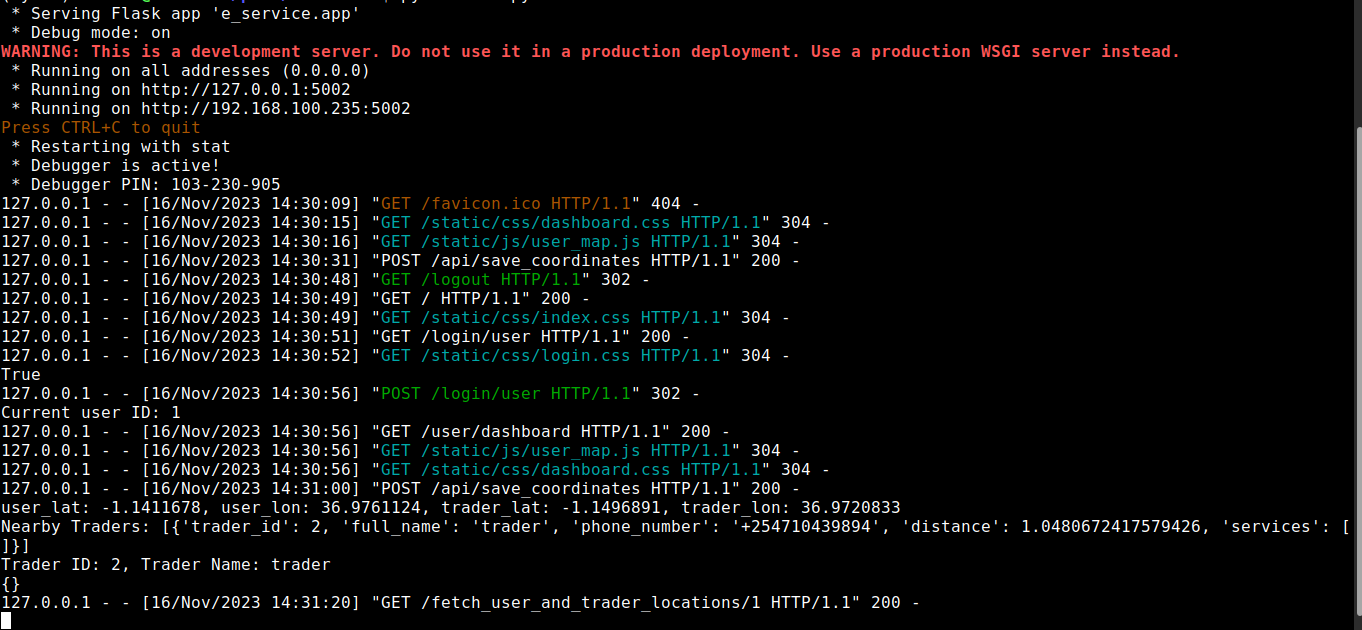 * Serving Flask app 'e_service.app'
* Debug mode: on
WARNING: This is a development server. Do not use it in a production deployment. Use a production WSGI server instead.
* Running on all addresses (0.0.0.0)
* Running on http://127.0.0.1:5002
* Running on http://192.168.100.235:5002
Press CTRL+C to quit
* Restarting with stat
* Debugger is active!
* Debugger PIN: 103-230-905
127.0.0.1 - - [16/Nov/2023 14:30:09] "GET /favicon.ico HTTP/1.1" 404 -
127.0.0.1 - - [16/Nov/2023 14:30:15] "GET /static/css/dashboard.css HTTP/1.1" 304 -
127.0.0.1 - - [16/Nov/2023 14:30:16] "GET /static/js/user_map.js HTTP/1.1" 304 -
127.0.0.1 - - [16/Nov/2023 14:30:31] "POST /api/save_coordinates HTTP/1.1" 200 -
127.0.0.1 - - [16/Nov/2023 14:30:48] "GET /logout HTTP/1.1" 302 -
127.0.0.1 - - [16/Nov/2023 14:30:49] "GET / HTTP/1.1" 200 -
127.0.0.1 - - [16/Nov/2023 14:30:49] "GET /static/css/index.css HTTP/1.1" 304 -
127.0.0.1 - - [16/Nov/2023 14:30:51] "GET /login/user HTTP/1.1" 200 -
127.0.0.1 - - [16/Nov/2023 14:30:52] "GET /static/css/login.css HTTP/1.1" 304 -
True
127.0.0.1 - - [16/Nov/2023 14:30:56] "POST /login/user HTTP/1.1" 302 -
Current user ID: 1
127.0.0.1 - - [16/Nov/2023 14:30:56] "GET /user/dashboard HTTP/1.1" 200 -
127.0.0.1 - - [16/Nov/2023 14:30:56] "GET /static/js/user_map.js HTTP/1.1" 304 -
127.0.0.1 - - [16/Nov/2023 14:30:56] "GET /static/css/dashboard.css HTTP/1.1" 304 -
127.0.0.1 - - [16/Nov/2023 14:31:00] "POST /api/save_coordinates HTTP/1.1" 200 -
user_lat: -1.1411678, user_lon: 36.9761124, trader_lat: -1.1496891, trader_lon: 36.9720833
Nearby Traders: [{'trader_id': 2, 'full_name': 'trader', 'phone_number': '+254710439894', 'distance': 1.0480672417579426, 'services': [
]}]
Trader ID: 2, Trader Name: trader
{}
127.0.0.1 - - [16/Nov/2023 14:31:20] "GET /fetch_user_and_trader_locations/1 HTTP/1.1" 200 -